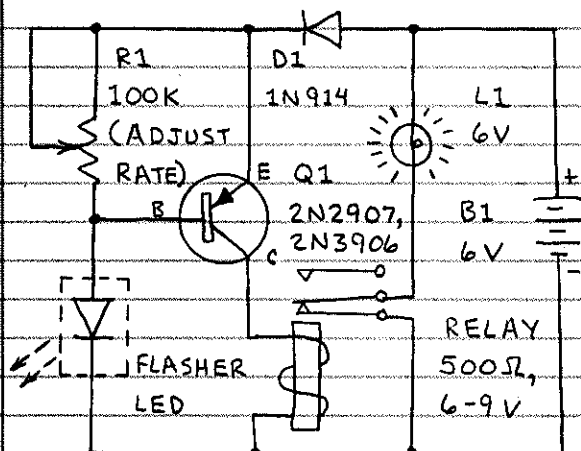 R1
100K
(ADJUST
RATE)
D1
1N914
L1
6V
E
B
C
Q1
2N2907,
2N3906
+
B1
6V
-
FLASHER
LED
RELAY
500Ω,
6-9V